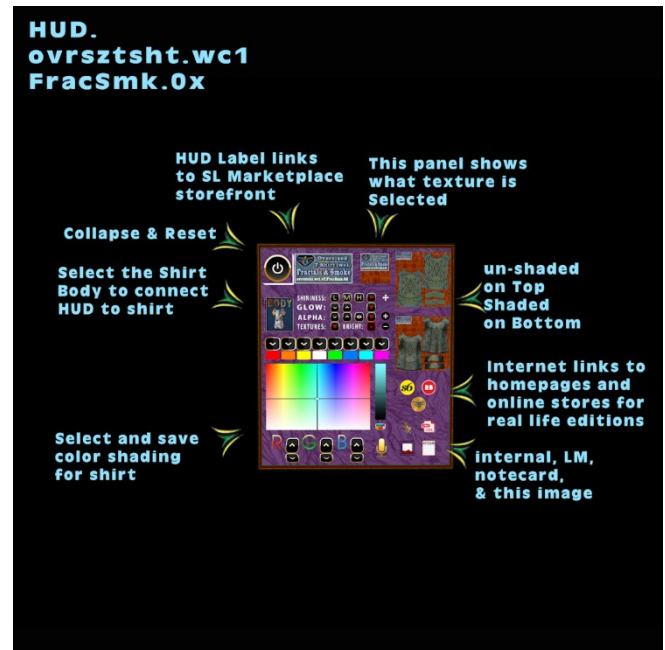 HUD.
ovrsztsht.wc1
FracSmk.0x
HUD Label links
to SL Marketplace
storefront
This panel shows
what texture is
Selected
Collapse & Reset
Select the Shirt
Body to connect
HUD to shirt
un-shaded
on Top
Shaded
on Bottom
Oversized
Fractals & Smoke
BODY
SHININESS: L M H
GLOW:
ALPHA:
TEXTURES: BRIGHT:
Internet links to
homepages and
online stores for
real life editions
s6
R G B
Select and save
color shading
for shirt
internal, LM,
notecard,
& this image